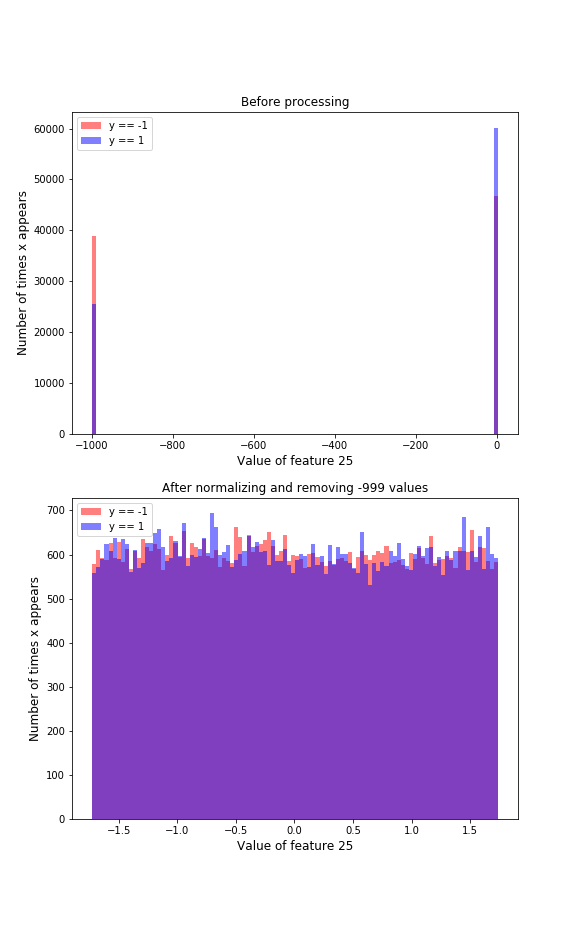 Before processing
y == -1
y == 1
60000
50000
40000
30000
20000
10000
0
Number of times x appears
−1000 −800 −600 −400 −200 0
Value of feature 25
After normalizing and removing -999 values
y == -1
y == 1
700
600
500
400
300
200
100
0
Number of times x appears
−1.5 −1.0 −0.5 0.0 0.5 1.0 1.5
Value of feature 25